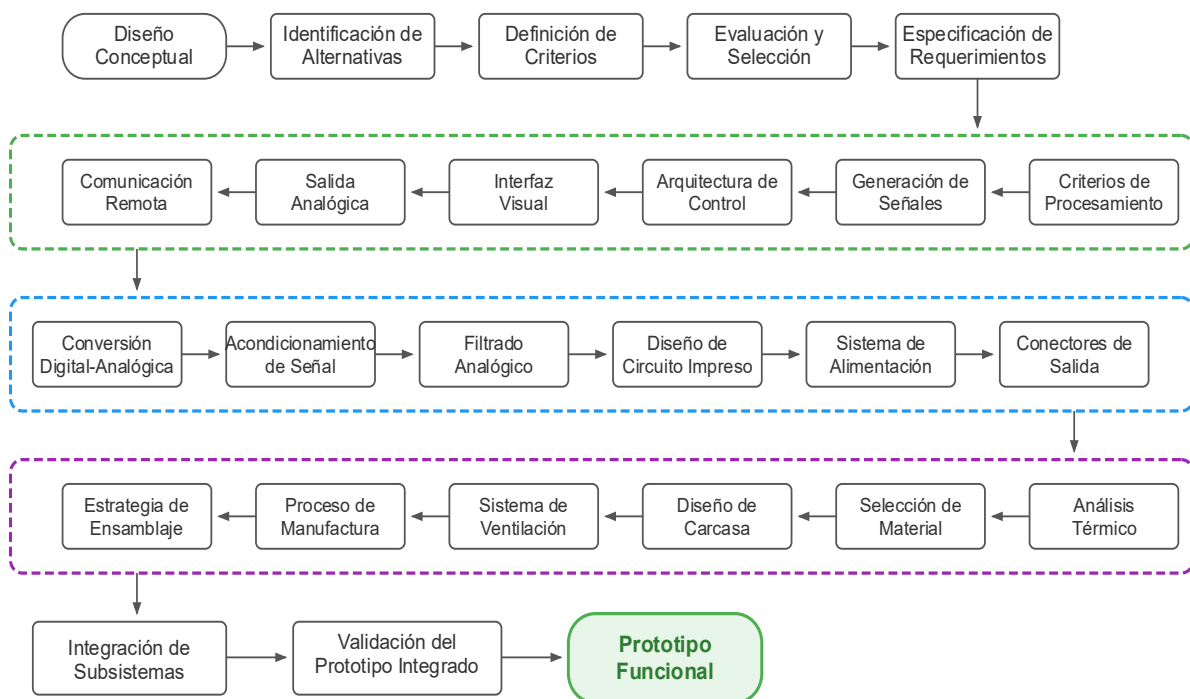 Diseño
Conceptual
Identificación de
Alternativas
Definición de
Criterios
Evaluación y
Selección
Especificación de
Requerimientos
Comunicación
Remota
Salida
Analógica
Interfaz
Visual
Arquitectura de
Control
Generación de
Señales
Criterios de
Procesamiento
Conversión
Digital-Analógica
Acondicionamiento
de Señal
Filtrado
Analógico
Diseño de
Circuito Impreso
Sistema de
Alimentación
Conectores de
Salida
Estrategia de
Ensamblaje
Proceso de
Manufactura
Sistema de
Ventilación
Diseño de
Carcasa
Selección de
Material
Análisis
Térmico
Integración de
Subsistemas
Validación del
Prototipo Integrado
Prototipo
Funcional